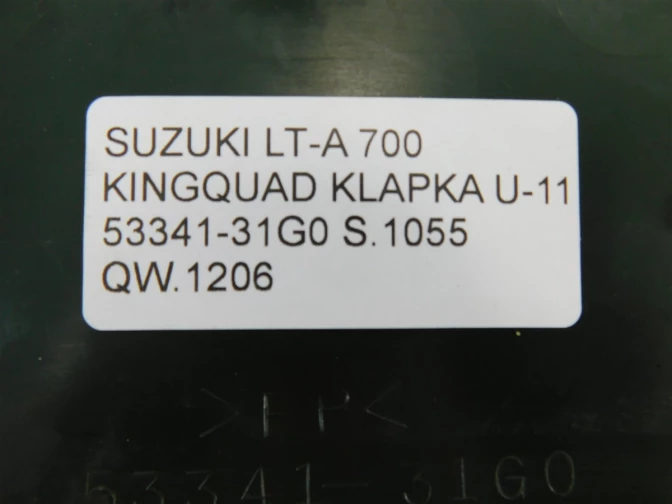 SUZUKI LT-A 700
KINGQUAD KLAPKA U-11
53341-31G0 S.1055
QW.1206
>PP<
53341-31G0